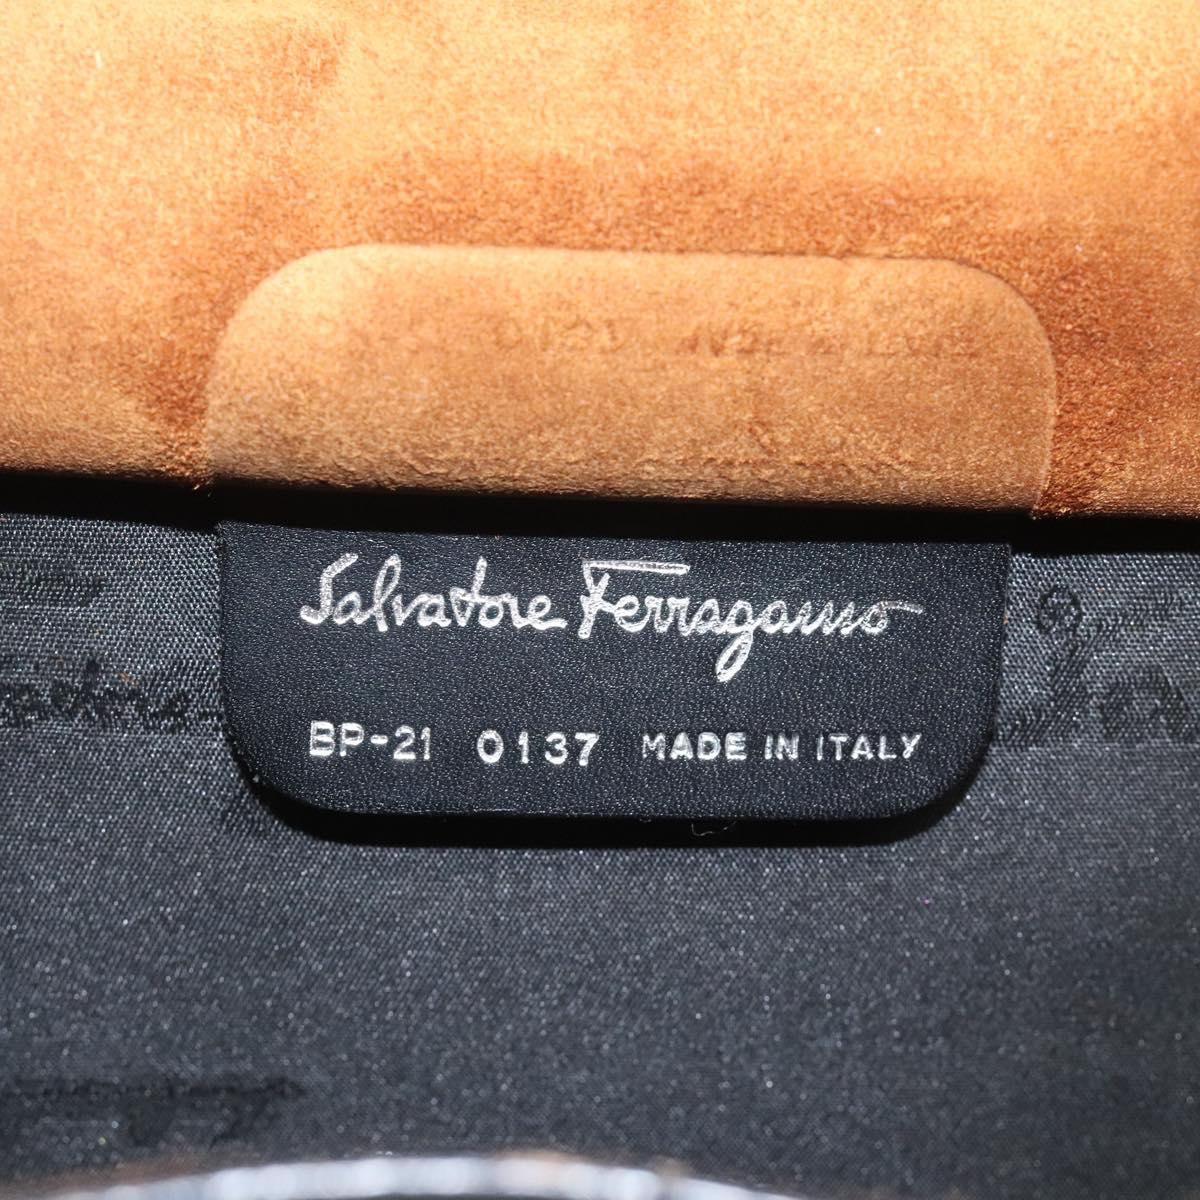 Salvatore Ferragamo
BP-21 0137 MADE IN ITALY